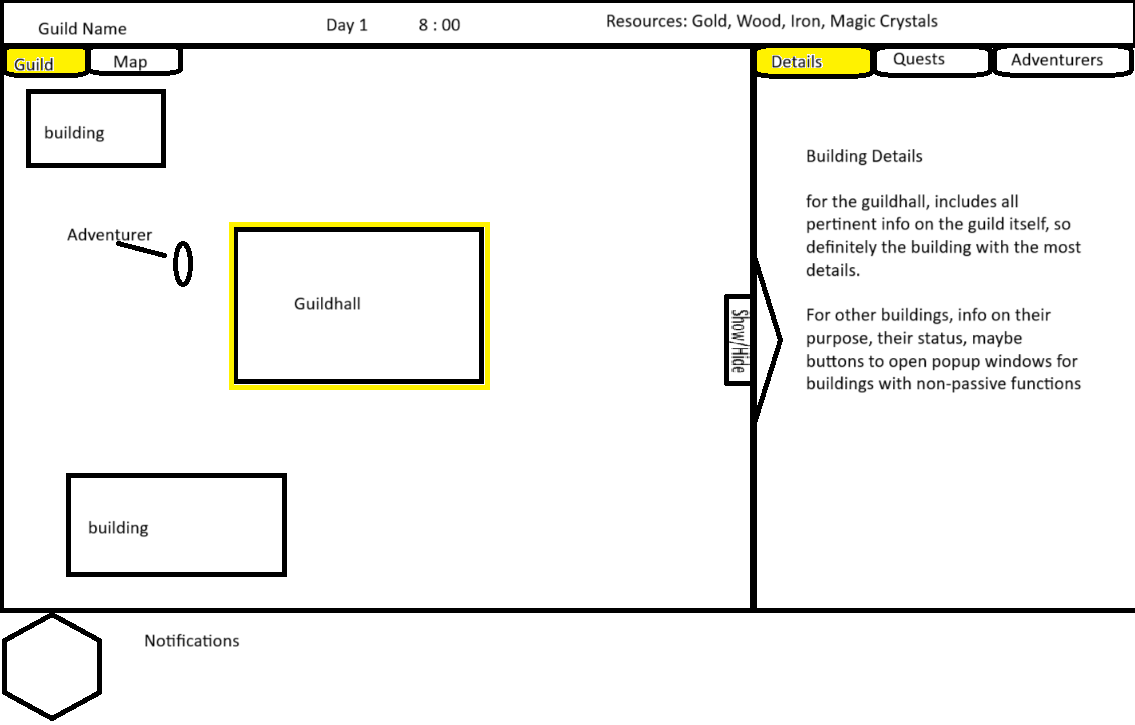 Guild Name
Day 1
8 : 00
Resources: Gold, Wood, Iron, Magic Crystals
Guild
Map
Details
Quests
Adventurers
building
Adventurer
Guildhall
building
Show/Hide
Building Details
for the guildhall, includes all
pertinent info on the guild itself, so
definitely the building with the most
details.
For other buildings, info on their
purpose, their status, maybe
buttons to open popup windows for
buildings with non-passive functions
Notifications